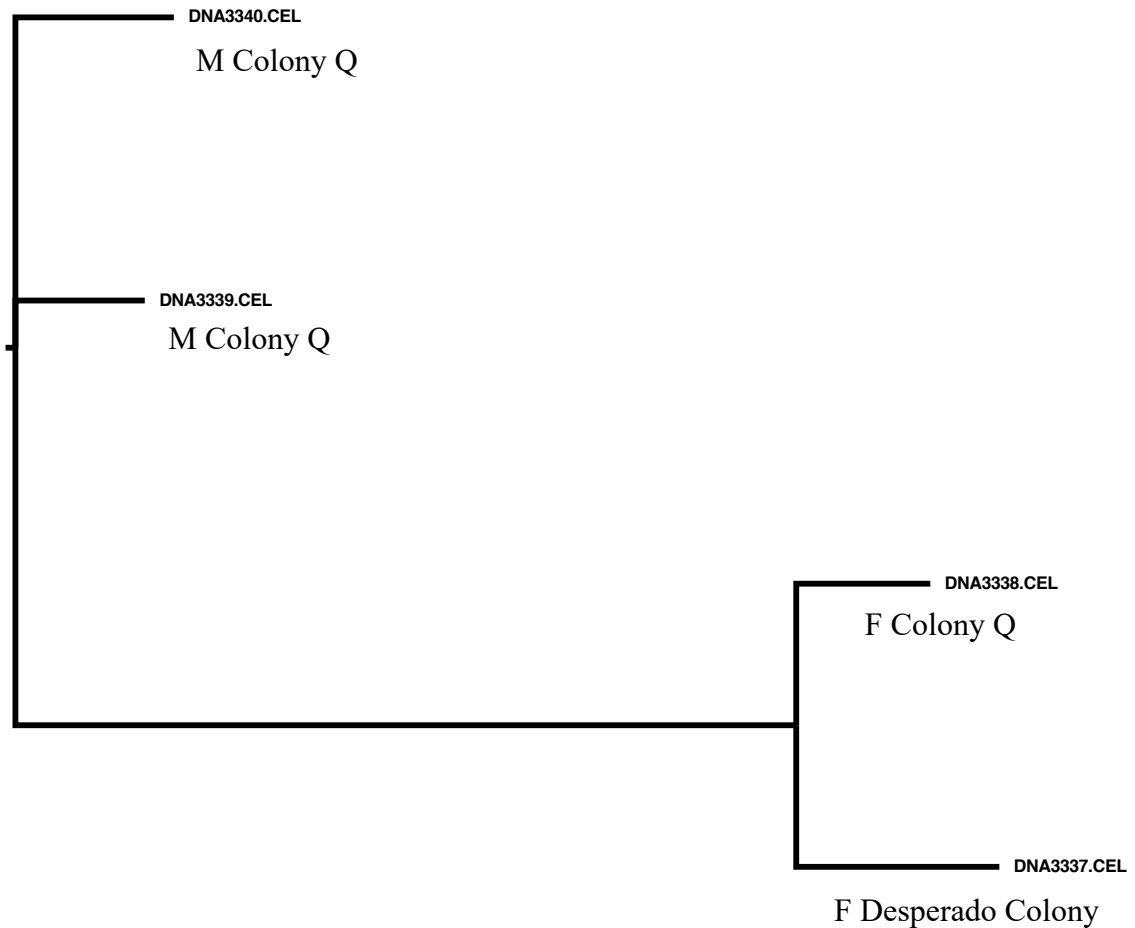 DNA3340.CEL
M Colony Q
DNA3339.CEL
M Colony Q
DNA3338.CEL
F Colony Q
DNA3337.CEL
F Desperado Colony